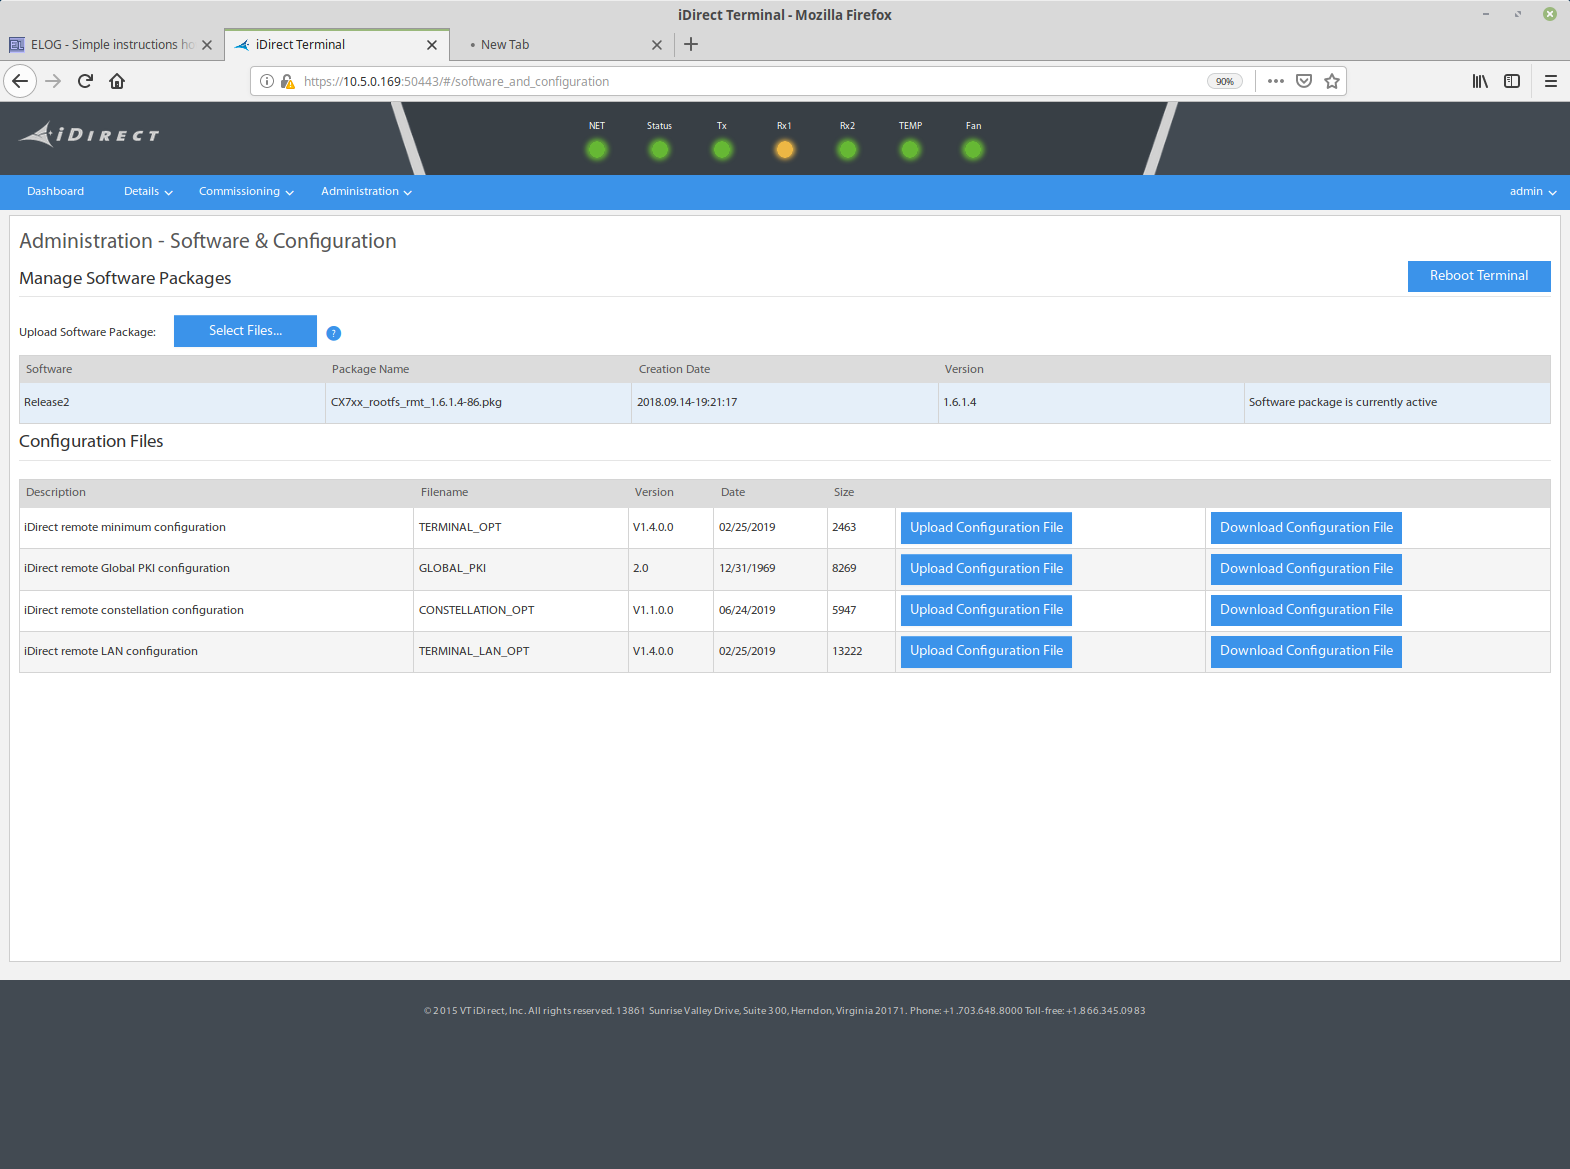 iDirect Terminal - Mozilla Firefox
ELOG - Simple instructions ho
iDirect Terminal
New Tab
https://10.5.0.169:50443/#/software_and_configuration
90%
iDIRECT
NET Status Tx Rx1 Rx2 TEMP Fan
Dashboard Details Commissioning Administration admin
Administration - Software & Configuration
Manage Software Packages
Reboot Terminal
Upload Software Package: Select Files... ?
Software Package Name Creation Date Version
Release2 CX7xx_rootfs_rmt_1.6.1.4-86.pkg 2018.09.14-19:21:17 1.6.1.4 Software package is currently active
Configuration Files
Description Filename Version Date Size
iDirect remote minimum configuration TERMINAL_OPT V1.4.0.0 02/25/2019 2463 Upload Configuration File Download Configuration File
iDirect remote Global PKI configuration GLOBAL_PKI 2.0 12/31/1969 8269 Upload Configuration File Download Configuration File
iDirect remote constellation configuration CONSTELLATION_OPT V1.1.0.0 06/24/2019 5947 Upload Configuration File Download Configuration File
iDirect remote LAN configuration TERMINAL_LAN_OPT V1.4.0.0 02/25/2019 13222 Upload Configuration File Download Configuration File
© 2015 VT iDirect, Inc. All rights reserved. 13861 Sunrise Valley Drive, Suite 300, Herndon, Virginia 20171. Phone: +1.703.648.8000 Toll-free: +1.866.345.0983